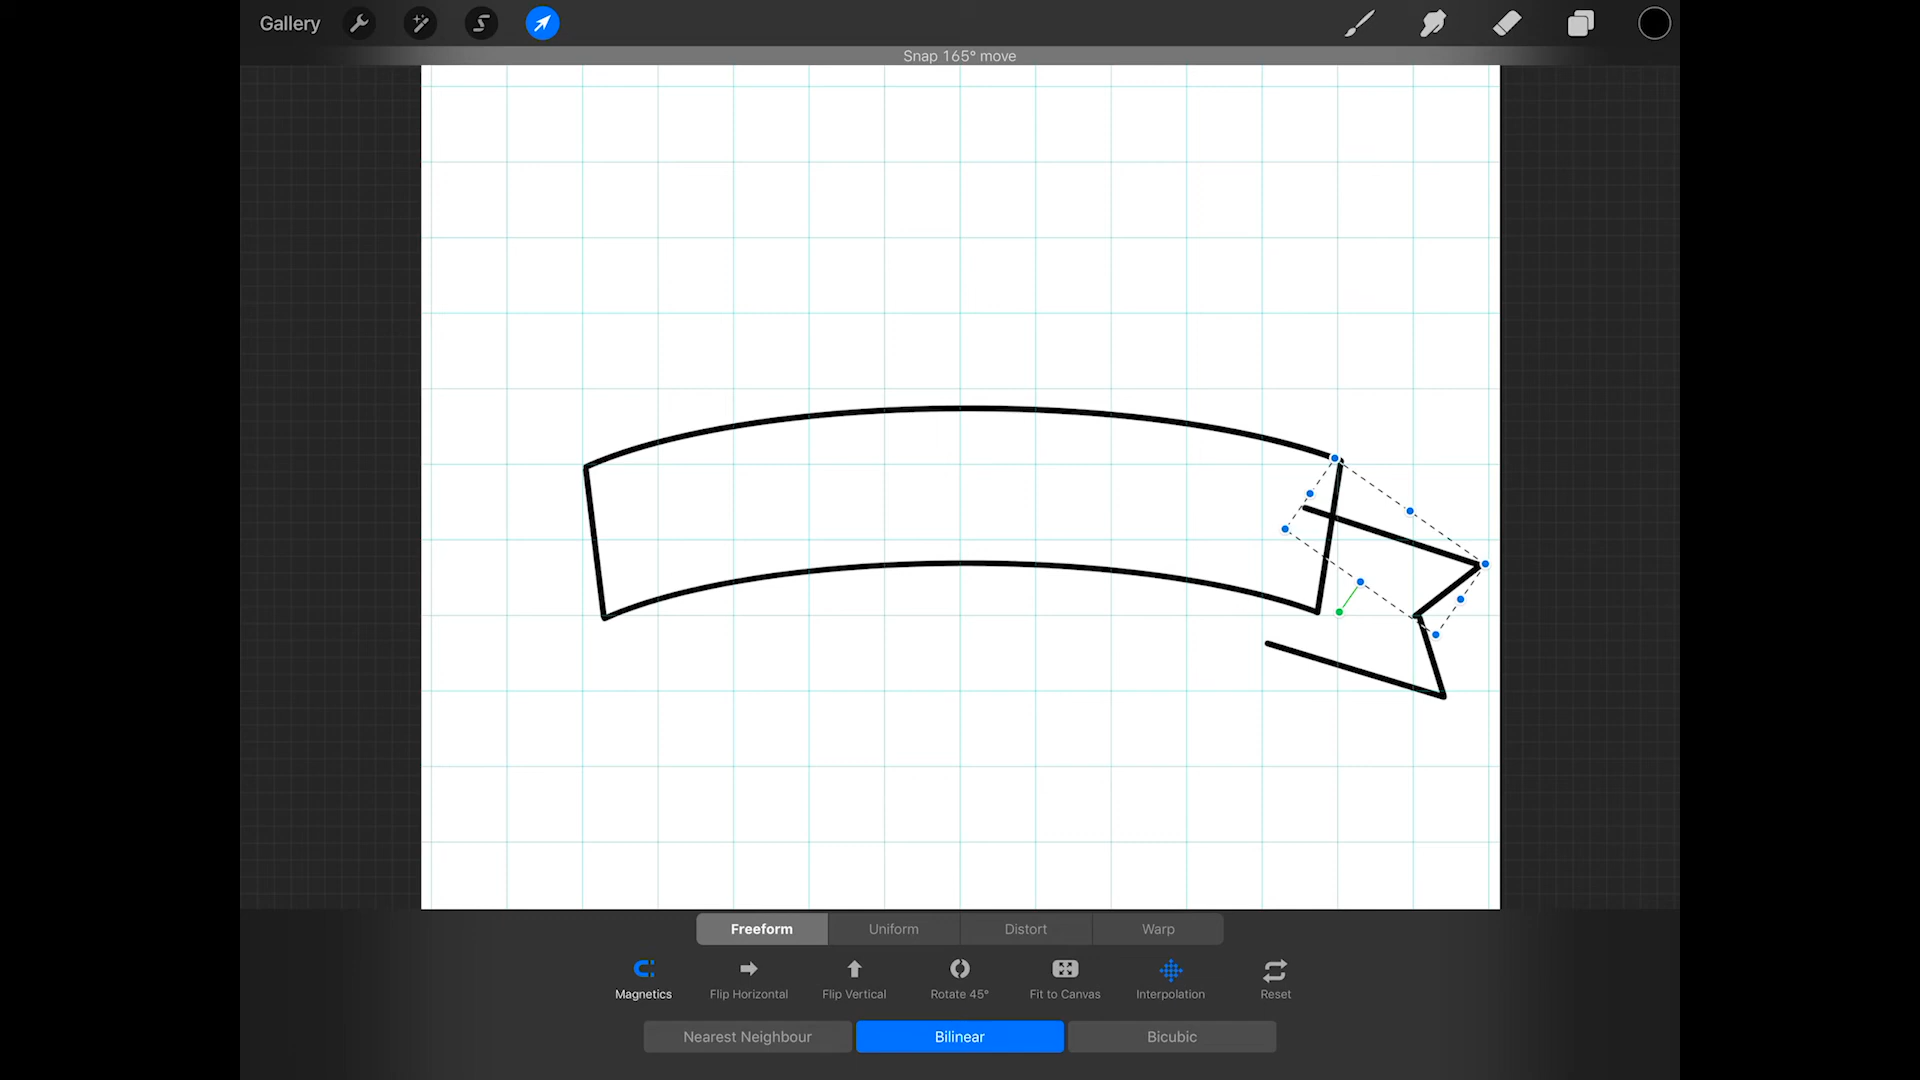 Gallery
Snap 165° move
Freeform Uniform Distort Warp
Magnetics Flip Horizontal Flip Vertical Rotate 45° Fit to Canvas Interpolation Reset
Nearest Neighbour Bilinear Bicubic